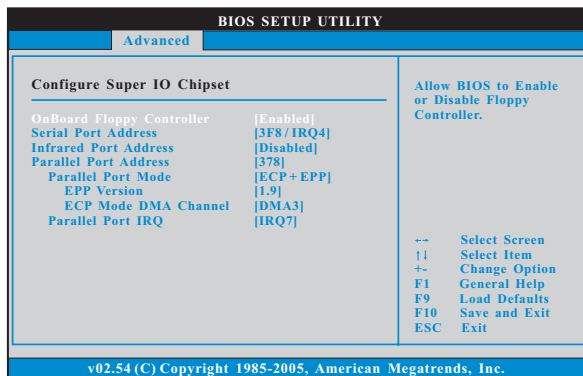 BIOS SETUP UTILITY
Advanced
Configure Super IO Chipset
OnBoard Floppy Controller [Enabled]
Serial Port Address [3F8 / IRQ4]
Infrared Port Address [Disabled]
Parallel Port Address [378]
Parallel Port Mode [ECP + EPP]
EPP Version [1.9]
ECP Mode DMA Channel [DMA3]
Parallel Port IRQ [IRQ7]
Allow BIOS to Enable
or Disable Floppy
Controller.
←→ Select Screen
↑↓ Select Item
+- Change Option
F1 General Help
F9 Load Defaults
F10 Save and Exit
ESC Exit
v02.54 (C) Copyright 1985-2005, American Megatrends, Inc.